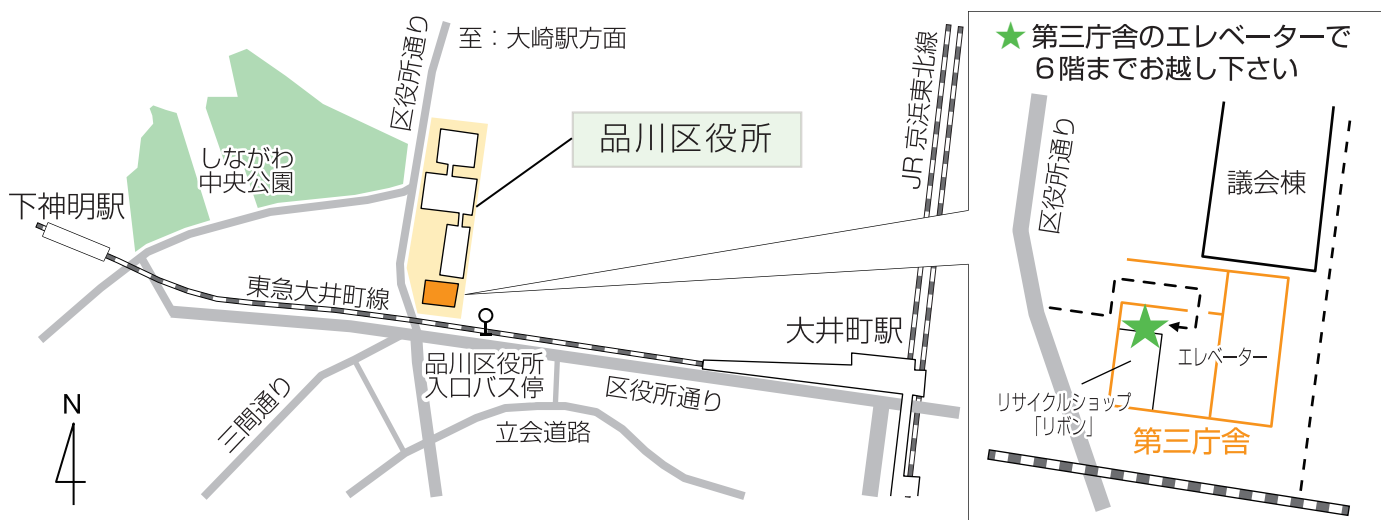 区役所通り
至：大崎駅方面
しながわ
中央公園
品川区役所
JR 京浜東北線
下神明駅
東急大井町線
大井町駅
品川区役所
入口バス停
区役所通り
三間通り
立会道路
N
★ 第三庁舎のエレベーターで
６階までお越し下さい
区役所通り
議会棟
エレベーター
リサイクルショップ
「リボン」
第三庁舎